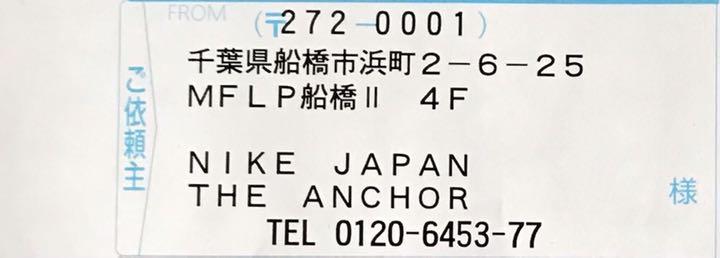 FROM
(〒272-0001)
千葉県船橋市浜町2-6-25
MFLP船橋Ⅱ 4F
ご依頼主
NIKE JAPAN
THE ANCHOR
様
TEL 0120-6453-77